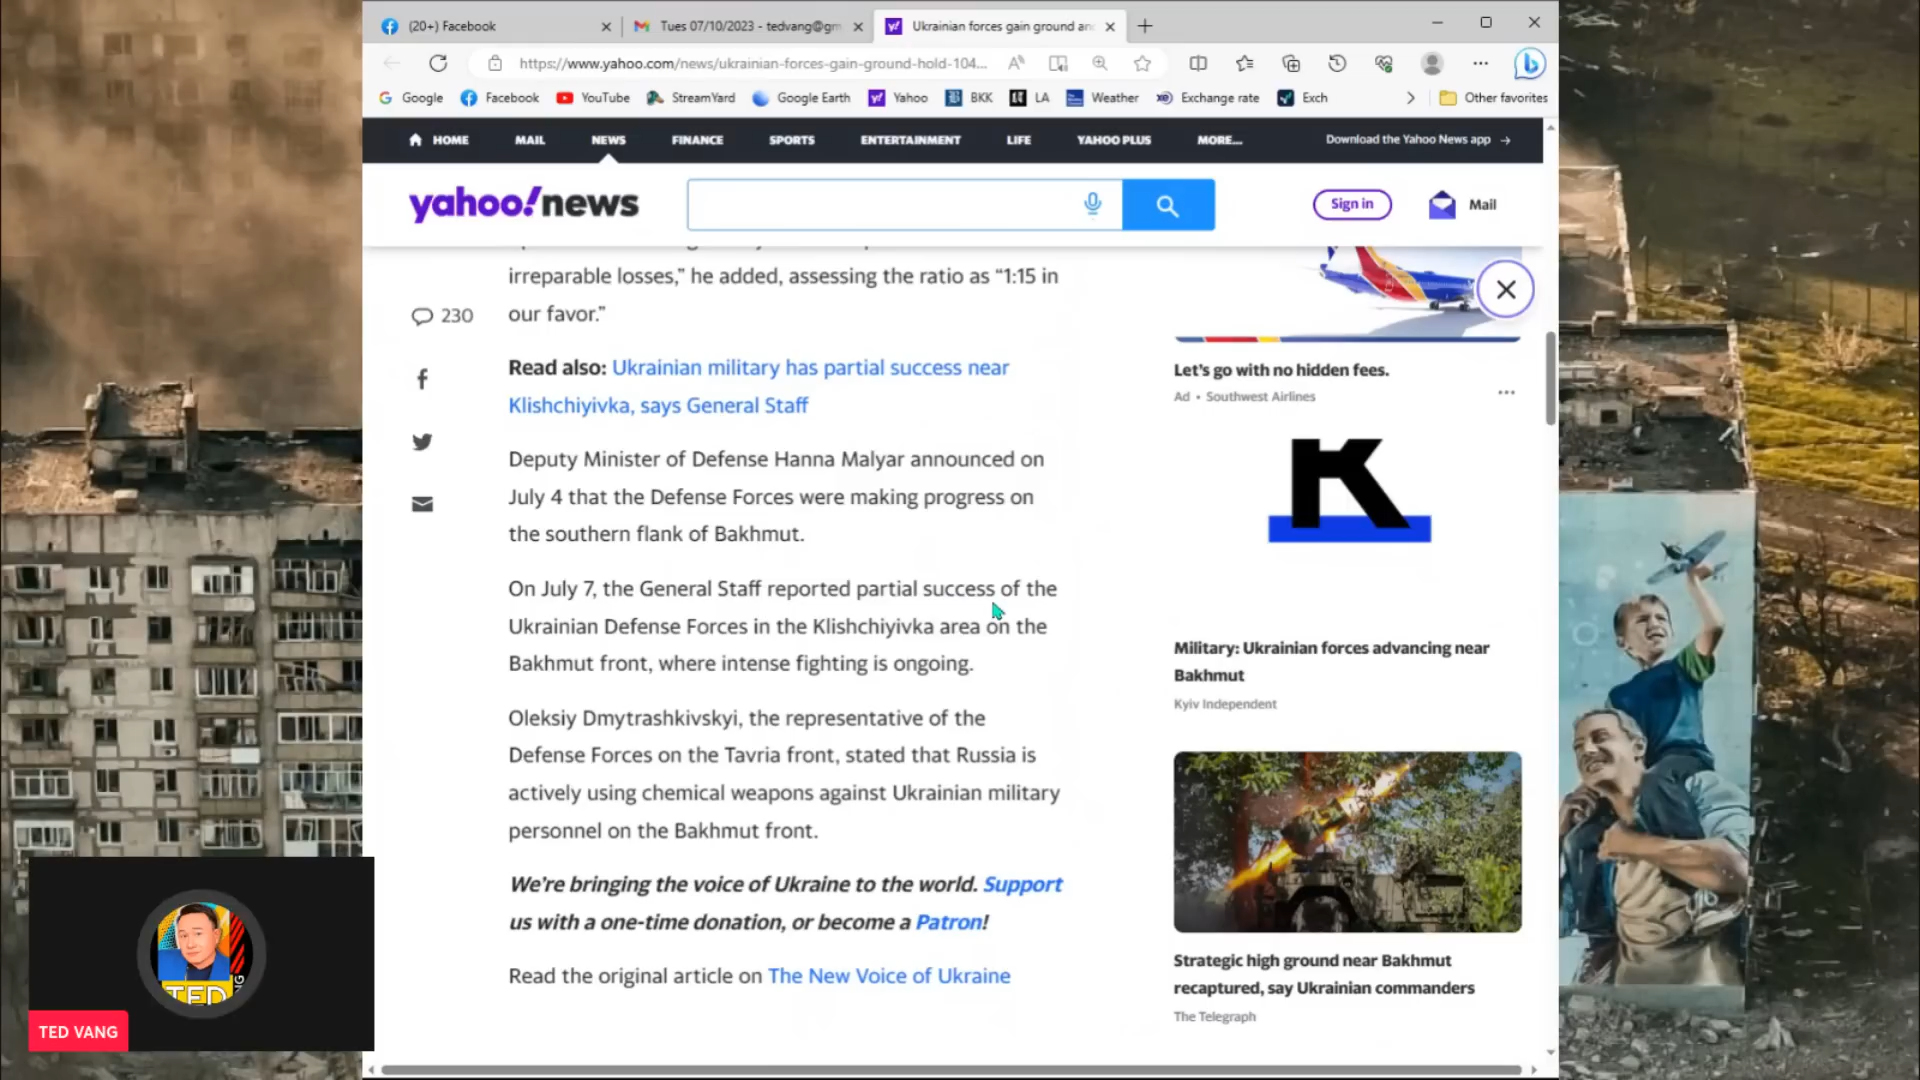 (20+) Facebook
Tues 07/10/2023 - tedvang@gm
Ukrainian forces gain ground an
https://www.yahoo.com/news/ukrainian-forces-gain-ground-hold-104...
Google
Facebook
YouTube
StreamYard
Google Earth
Yahoo
BKK
LA
Weather
Exchange rate
Exch
Other favorites
HOME
MAIL
NEWS
FINANCE
SPORTS
ENTERTAINMENT
LIFE
YAHOO PLUS
MORE...
Download the Yahoo News app →
yahoo!news
Sign in
Mail
irreparable losses,” he added, assessing the ratio as “1:15 in
our favor.”
230
Read also: Ukrainian military has partial success near
Klishchiyivka, says General Staff
Deputy Minister of Defense Hanna Malyar announced on
July 4 that the Defense Forces were making progress on
the southern flank of Bakhmut.
On July 7, the General Staff reported partial success of the
Ukrainian Defense Forces in the Klishchiyivka area on the
Bakhmut front, where intense fighting is ongoing.
Oleksiy Dmytrashkivskyi, the representative of the
Defense Forces on the Tavria front, stated that Russia is
actively using chemical weapons against Ukrainian military
personnel on the Bakhmut front.
We’re bringing the voice of Ukraine to the world. Support
us with a one-time donation, or become a Patron!
Read the original article on The New Voice of Ukraine
Let’s go with no hidden fees.
Ad • Southwest Airlines
K
Military: Ukrainian forces advancing near
Bakhmut
Kyiv Independent
Strategic high ground near Bakhmut
recaptured, say Ukrainian commanders
The Telegraph
TED
TED VANG